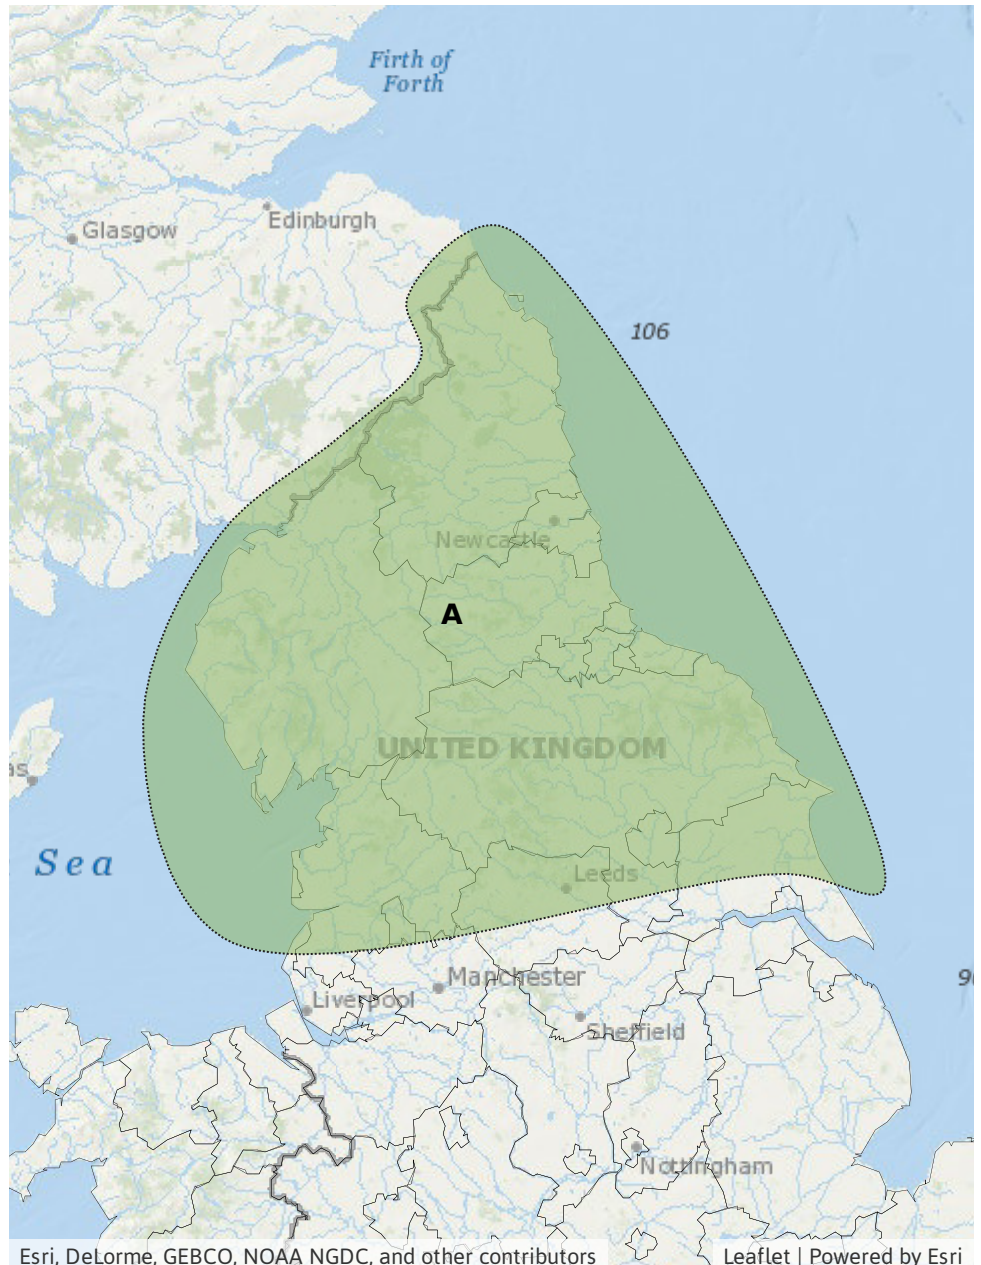 Firth of
Forth
Glasgow
Edinburgh
106
Newcastle
A
UNITED KINGDOM
as
Sea
Leeds
Manchester
Liverpool
Sheffield
Nottingham
Esri, DeLorme, GEBCO, NOAA NGDC, and other contributors
Leaflet | Powered by Esri